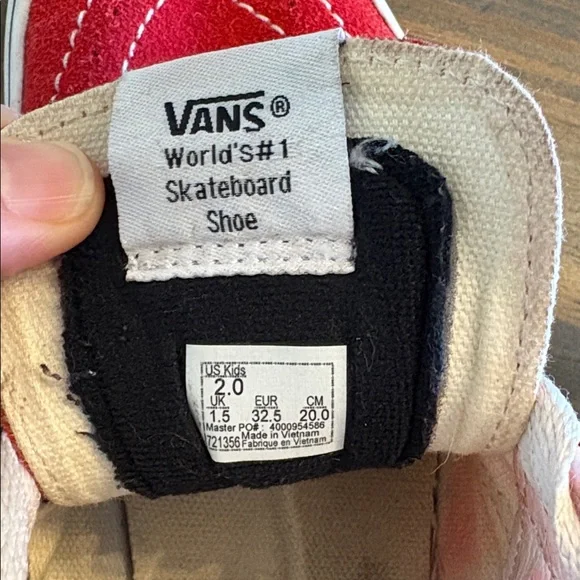 VANS®
World's#1
Skateboard
Shoe
US Kids
2.0
UK EUR CM
1.5 32.5 20.0
Master PO# : 4000954586
Made in Vietnam
721356 Fabrique en Vietnam